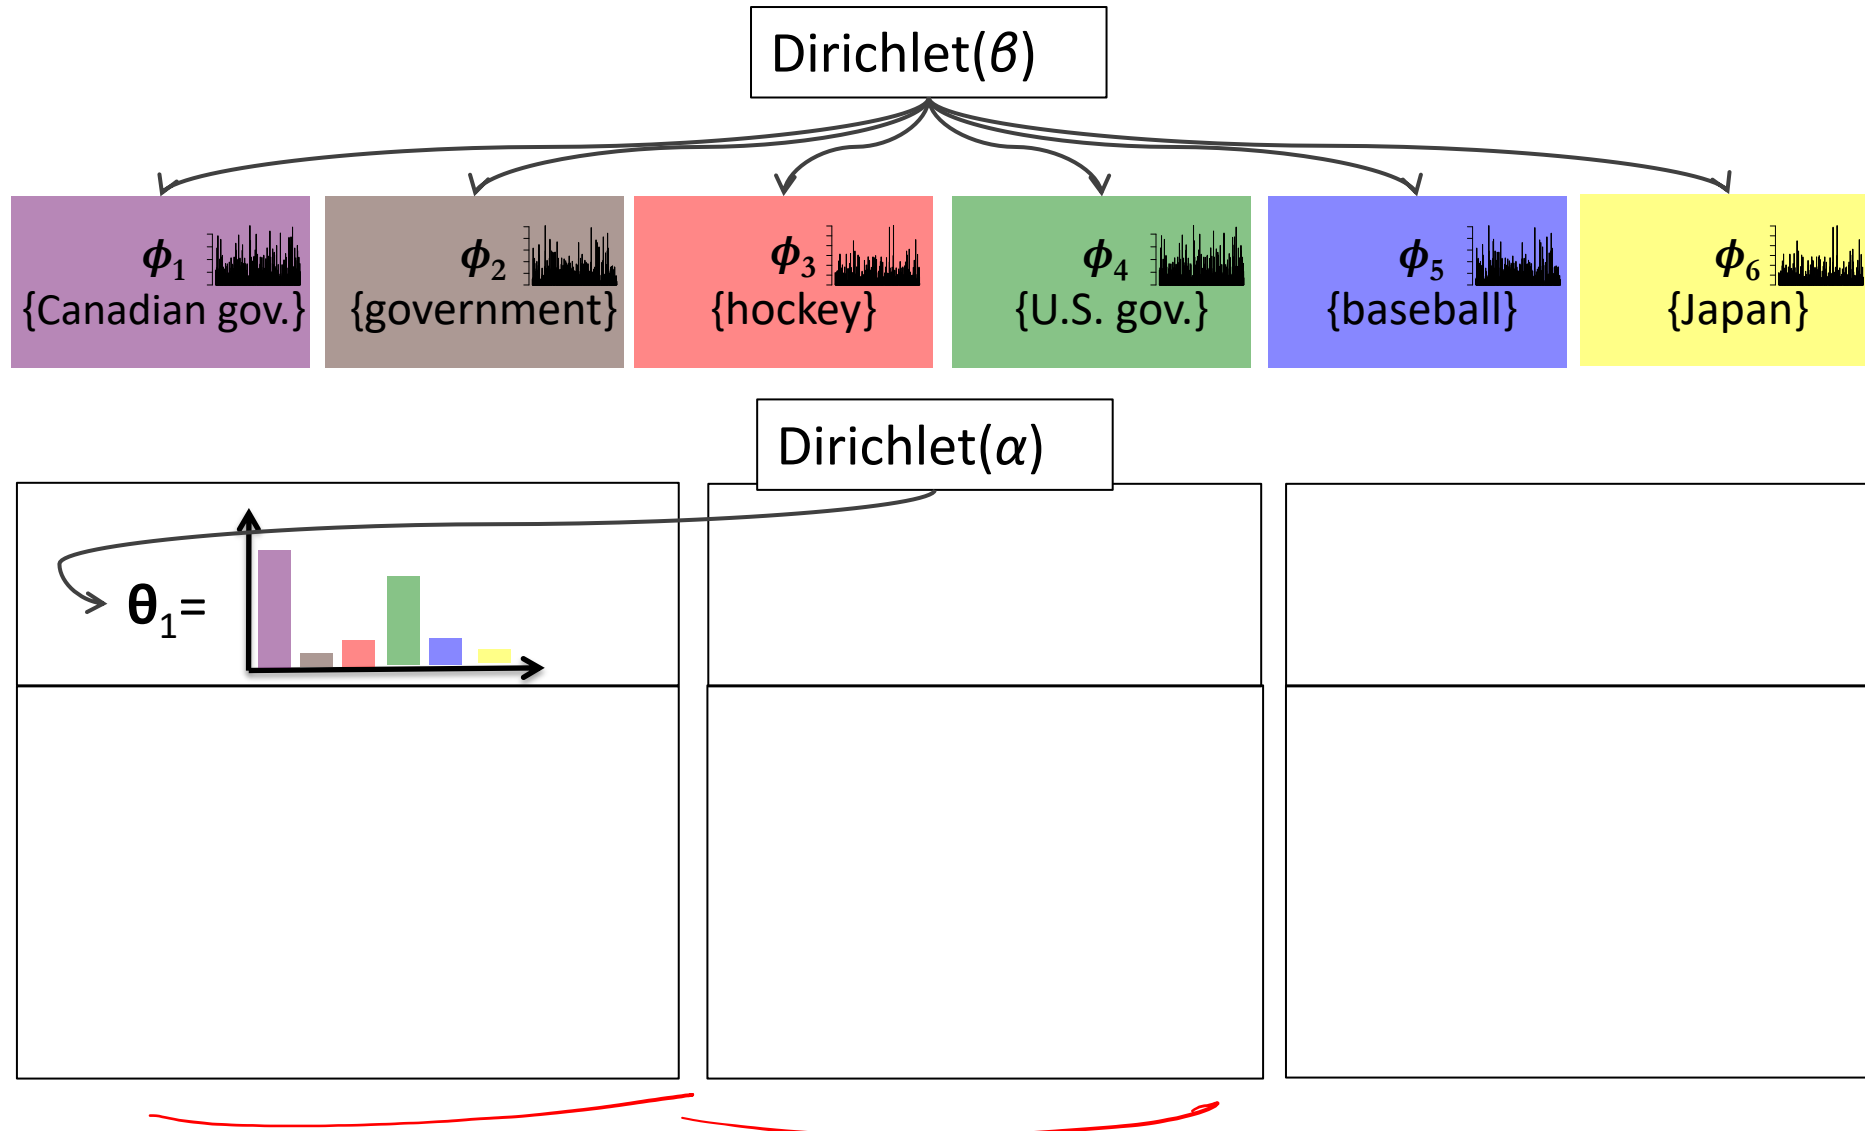 Dirichlet(β)
ϕ1
{Canadian gov.}
ϕ2
{government}
ϕ3
{hockey}
ϕ4
{U.S. gov.}
ϕ5
{baseball}
ϕ6
{Japan}
Dirichlet(α)
θ1=